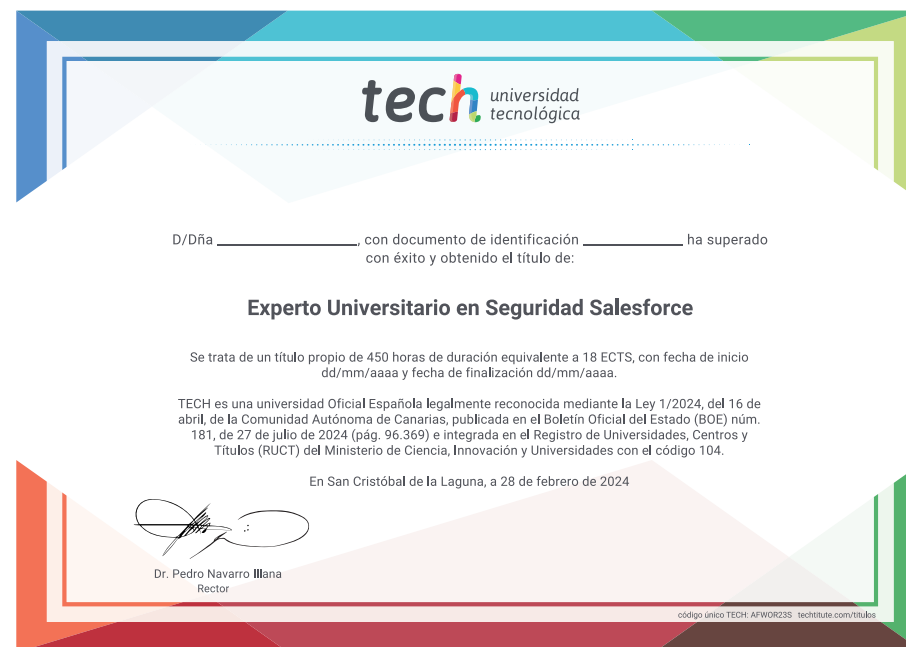 tech universidad
tecnológica
D/Dña ____________________, con documento de identificación ______________ ha superado
con éxito y obtenido el título de:
Experto Universitario en Seguridad Salesforce
Se trata de un título propio de 450 horas de duración equivalente a 18 ECTS, con fecha de inicio
dd/mm/aaaa y fecha de finalización dd/mm/aaaa.
TECH es una universidad Oficial Española legalmente reconocida mediante la Ley 1/2024, del 16 de
abril, de la Comunidad Autónoma de Canarias, publicada en el Boletín Oficial del Estado (BOE) núm.
181, de 27 de julio de 2024 (pág. 96.369) e integrada en el Registro de Universidades, Centros y
Títulos (RUCT) del Ministerio de Ciencia, Innovación y Universidades con el código 104.
En San Cristóbal de la Laguna, a 28 de febrero de 2024
Dr. Pedro Navarro Illana
Rector
código único TECH: AFWOR23S techtitute.com/titulos